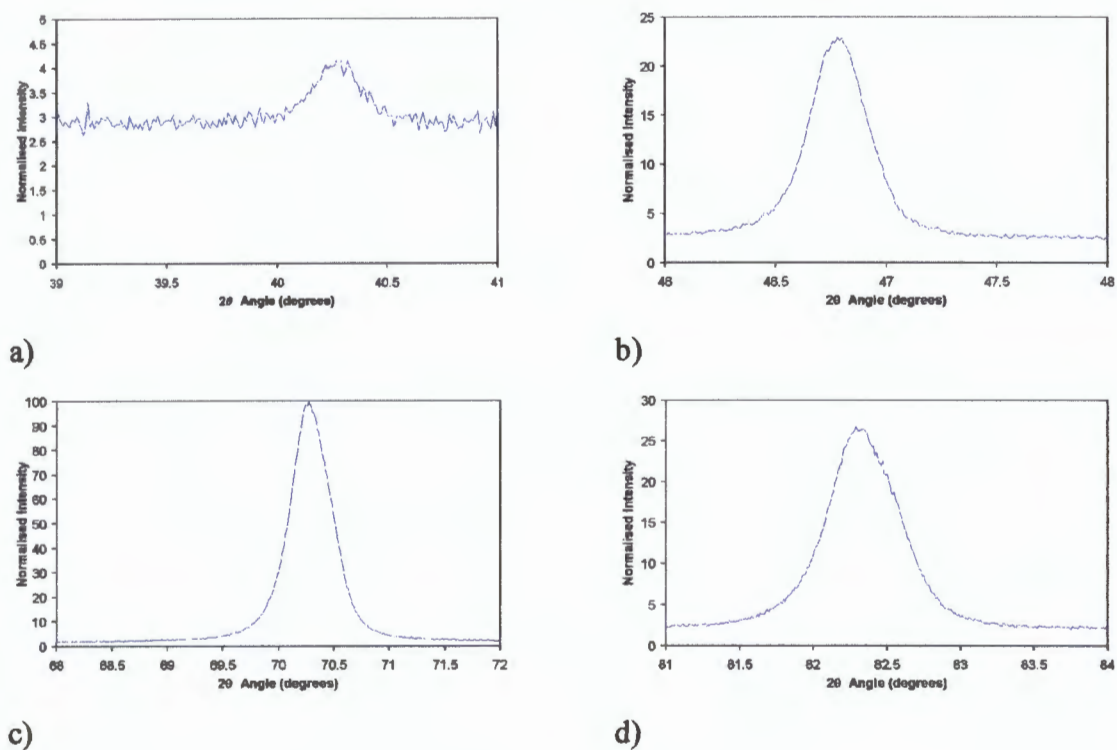 5
4.5
4
3.5
3
2.5
2
1.5
1
0.5
0
Normalised Intensity
39 39.5 40 40.5 41
2θ Angle (degrees)
a)
25
20
15
10
5
0
Normalised Intensity
46 46.5 47 47.5 48
2θ Angle (degrees)
b)
100
90
80
70
60
50
40
30
20
10
0
Normalised Intensity
68 68.5 69 69.5 70 70.5 71 71.5 72
2θ Angle (degrees)
c)
30
25
20
15
10
5
0
Normalised Intensity
81 81.5 82 82.5 83 83.5 84
2θ Angle (degrees)
d)